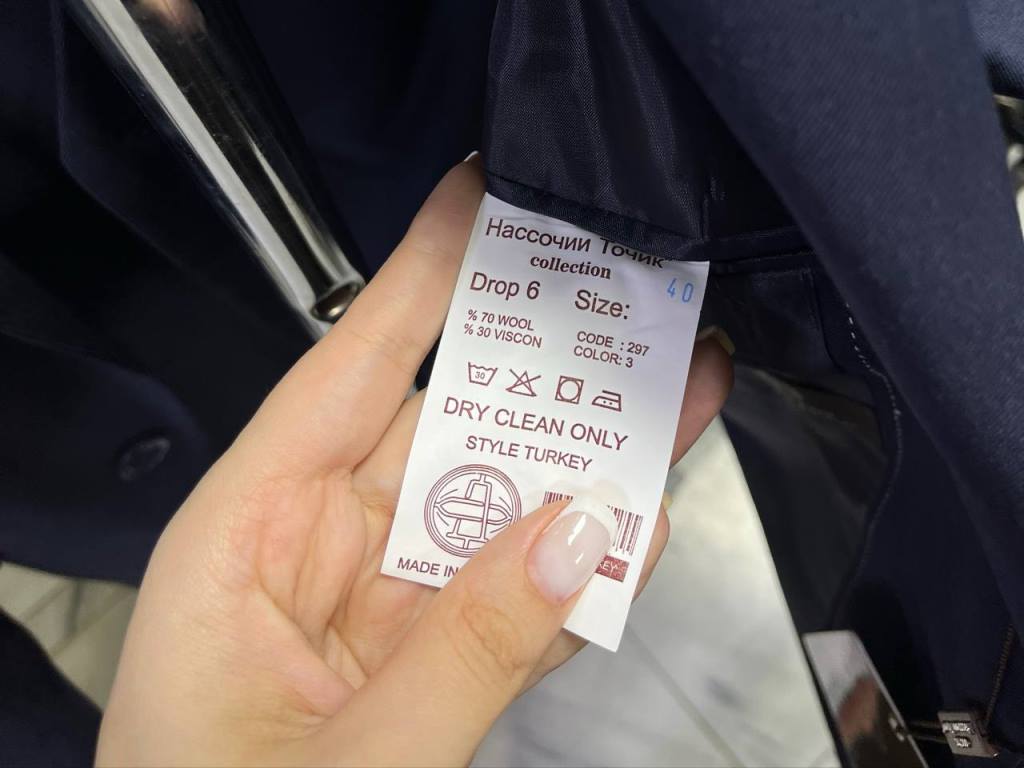 Нассочии Точик
collection
Drop 6 Size: 40
% 70 WOOL
% 30 VISCON
CODE : 297
COLOR: 3
30
DRY CLEAN ONLY
STYLE TURKEY
MADE IN